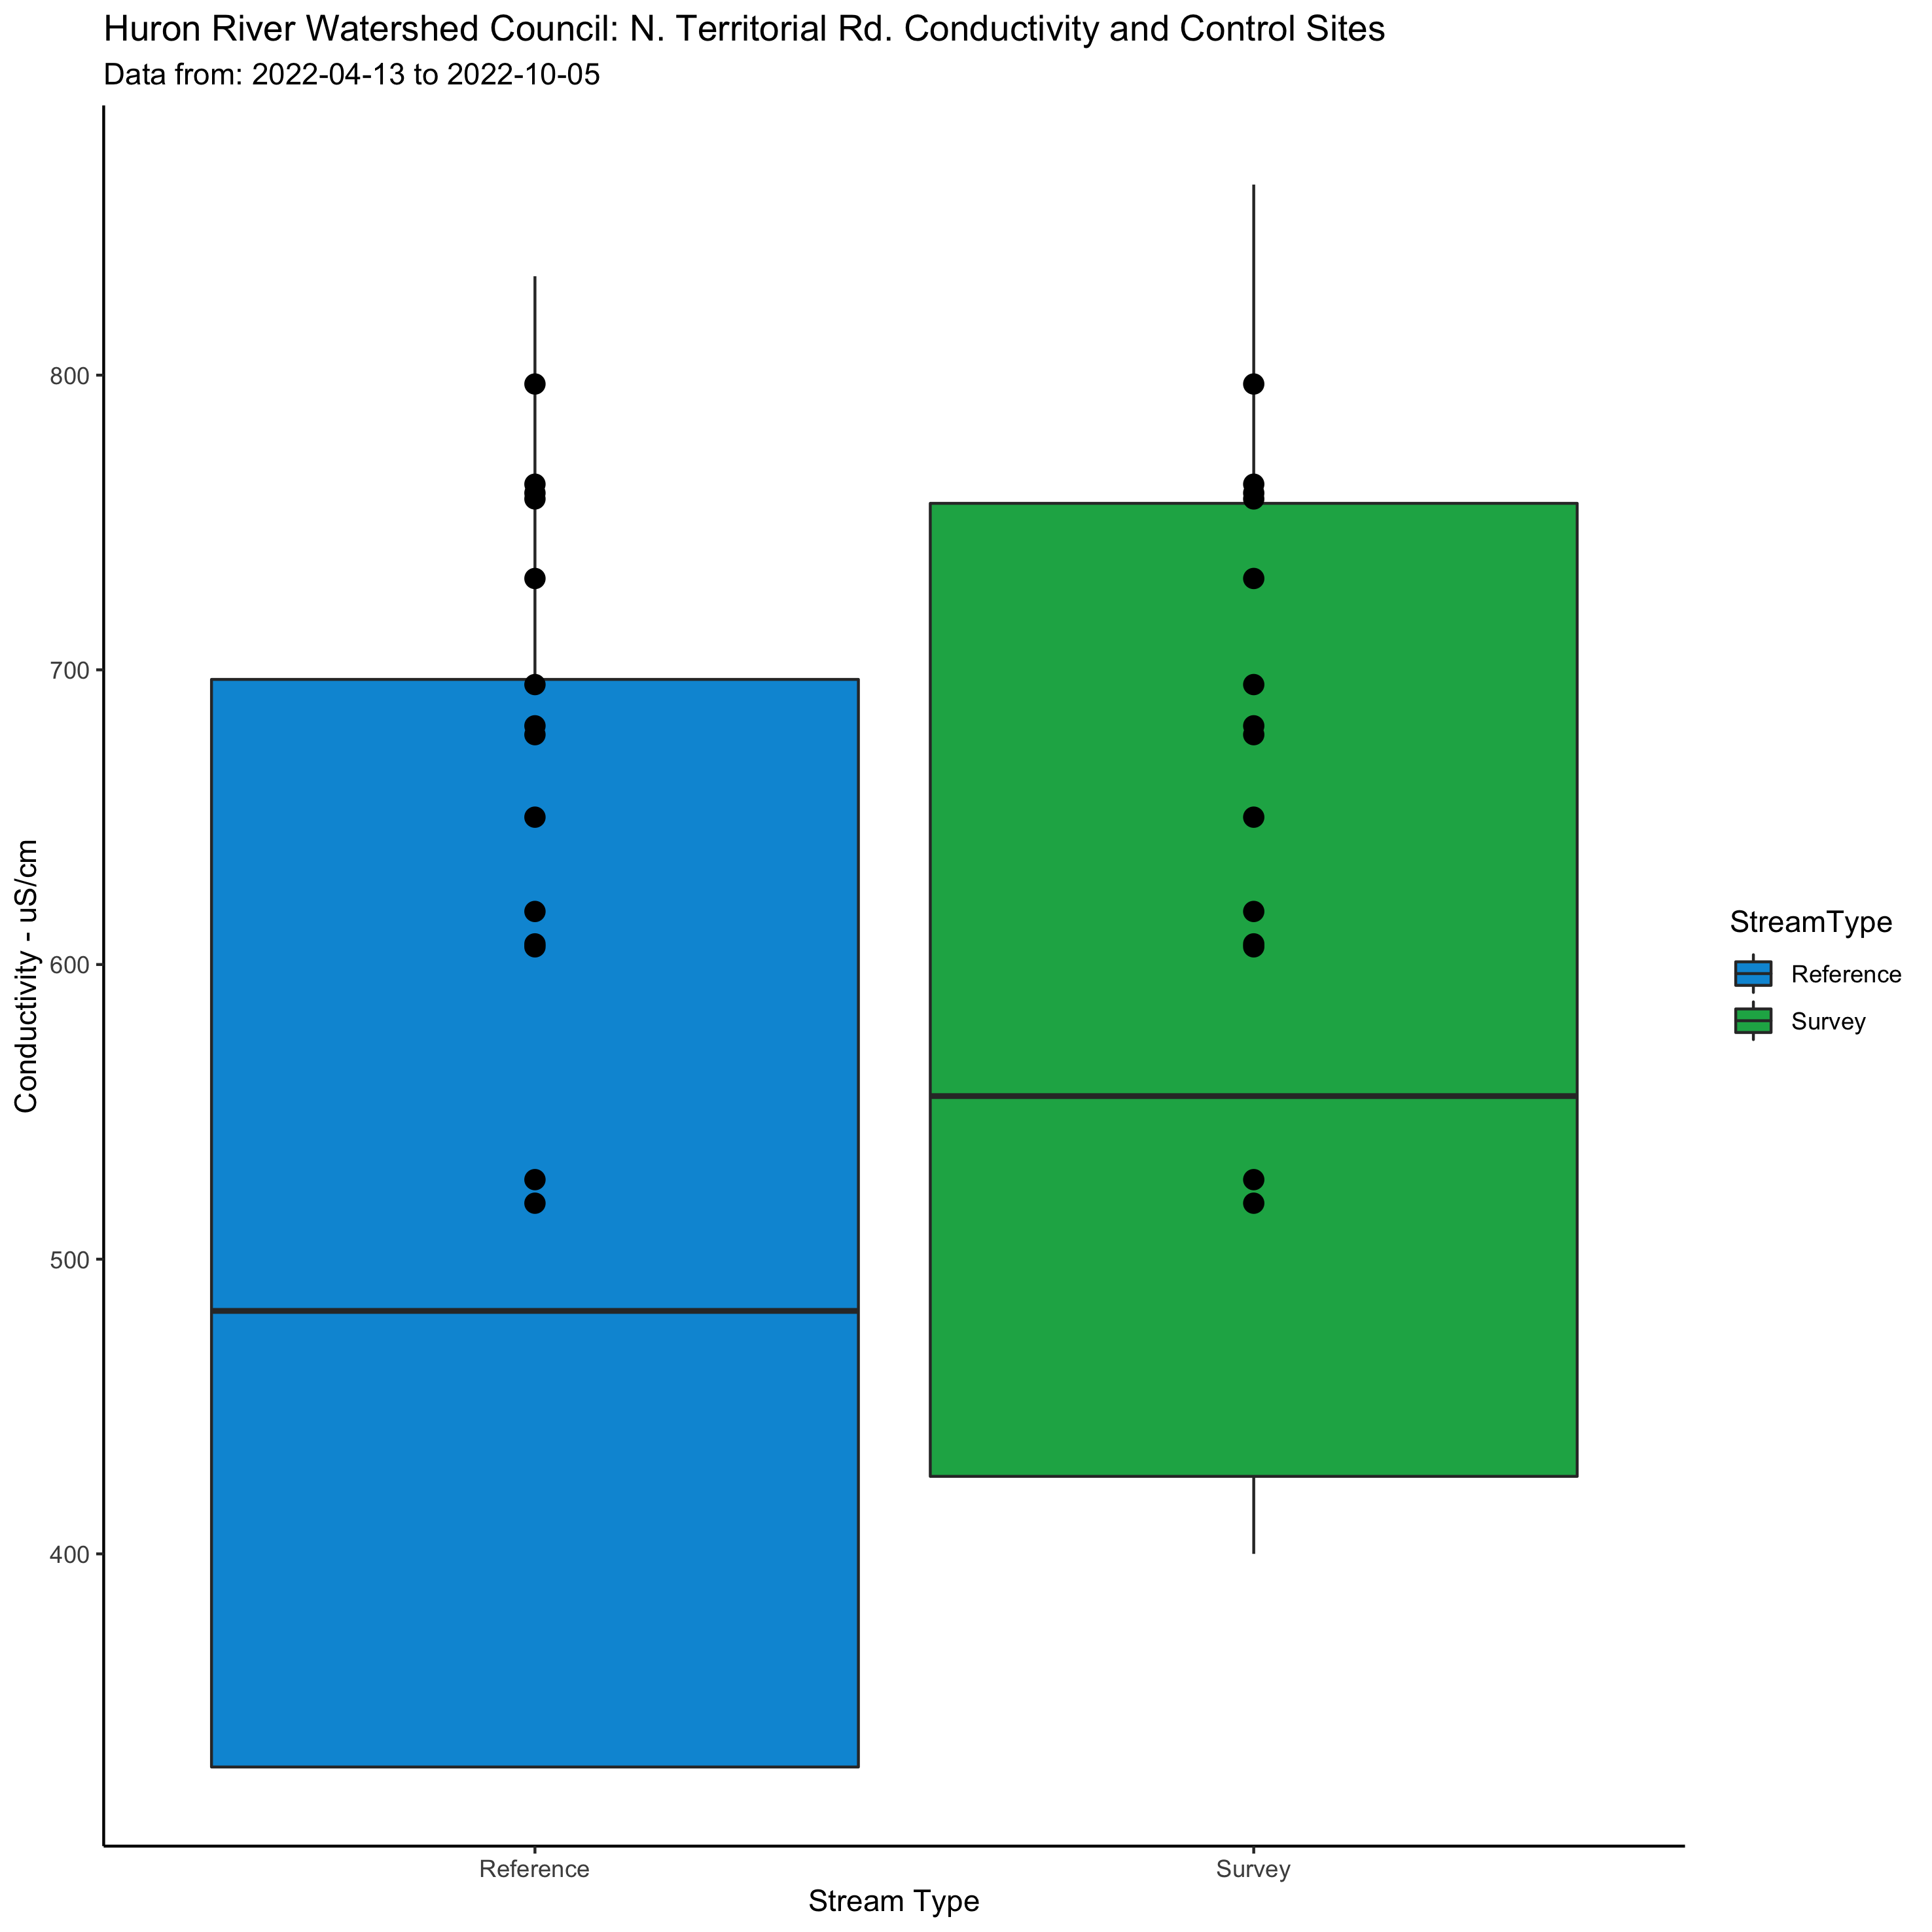 Huron River Watershed Council: N. Territorial Rd. Conductivity and Control Sites
Data from: 2022-04-13 to 2022-10-05
Conductivity - uS/cm
800
700
600
500
400
Reference
Survey
Stream Type
StreamType
Reference
Survey